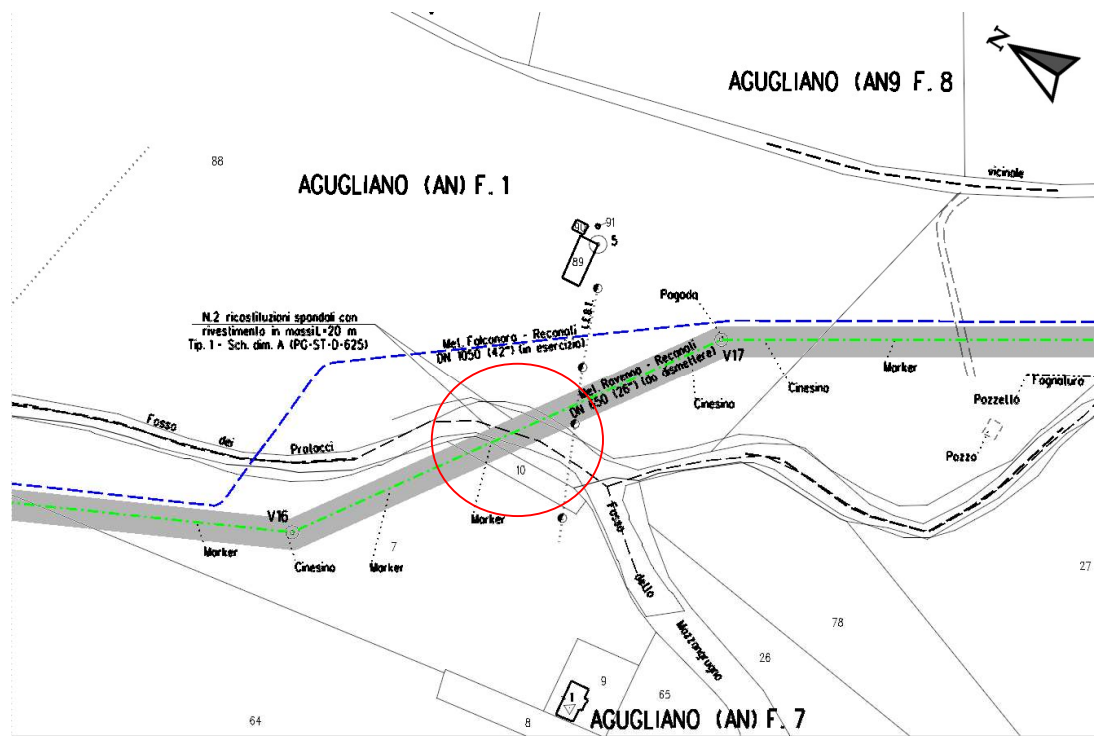 N
AGUGLIANO (AN9 F. 8
88
AGUGLIANO (AN) F. 1
vicinale
90
91
5
89
Pagoda
N.2 ricostituzioni spondali con
rivestimento in massi L=20 m
Tip. 1 - Sch. dim. A (PG-ST-D-625)
Met. Falconara - Recanati
DN 1050 (42") (in esercizio)
Met. Ravenna - Recanati
DN 650 (26") (da dismettere)
V17
Cinesino
Cinesino
Marker
Fognatura
Pozzetto
Pozzo
Fosso
dei
Pratacci
10
V16
Marker
Marker
Cinesino
Marker
7
Fosso
dello
Mazzangrugno
27
78
26
65
9
1
64
8
AGUGLIANO (AN) F. 7